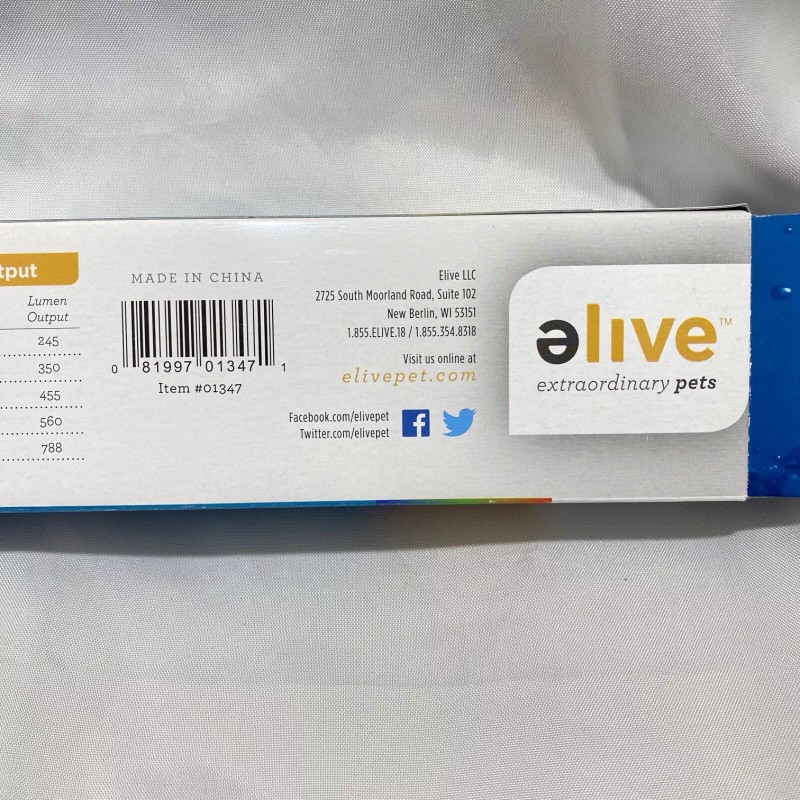 tput
Lumen
Output
245
350
455
560
788
MADE IN CHINA
0 81997 01347 1
Item #01347
Elive LLC
2725 South Moorland Road, Suite 102
New Berlin, WI 53151
1.855.ELIVE.18 / 1.855.354.8318
Visit us online at
elivepet.com
Facebook.com/elivepet
Twitter.com/elivepet
f
elive™
extraordinary pets